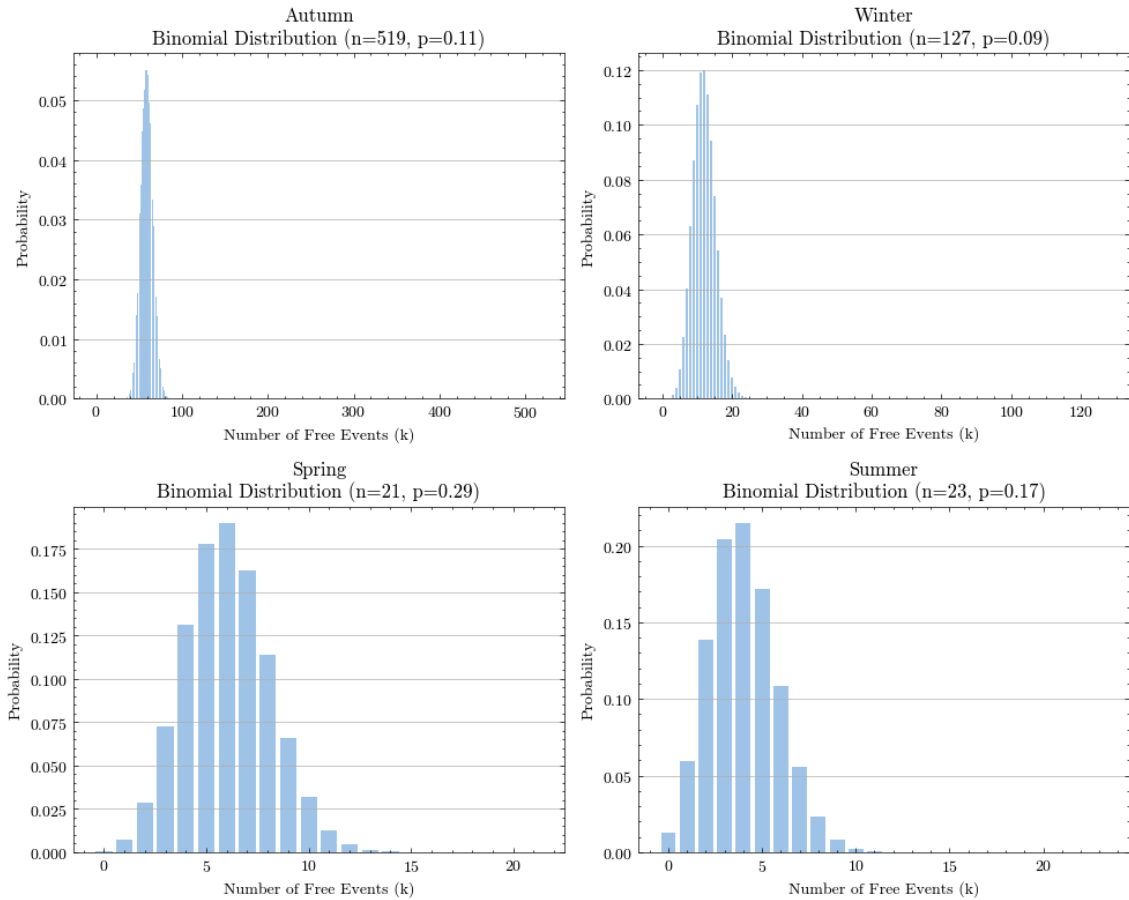 Autumn
Binomial Distribution (n=519, p=0.11)
Probability
0.05
0.04
0.03
0.02
0.01
0.00
0 100 200 300 400 500
Number of Free Events (k)
Winter
Binomial Distribution (n=127, p=0.09)
Probability
0.12
0.10
0.08
0.06
0.04
0.02
0.00
0 20 40 60 80 100 120
Number of Free Events (k)
Spring
Binomial Distribution (n=21, p=0.29)
Probability
0.175
0.150
0.125
0.100
0.075
0.050
0.025
0.000
0 5 10 15 20
Number of Free Events (k)
Summer
Binomial Distribution (n=23, p=0.17)
Probability
0.20
0.15
0.10
0.05
0.00
0 5 10 15 20
Number of Free Events (k)